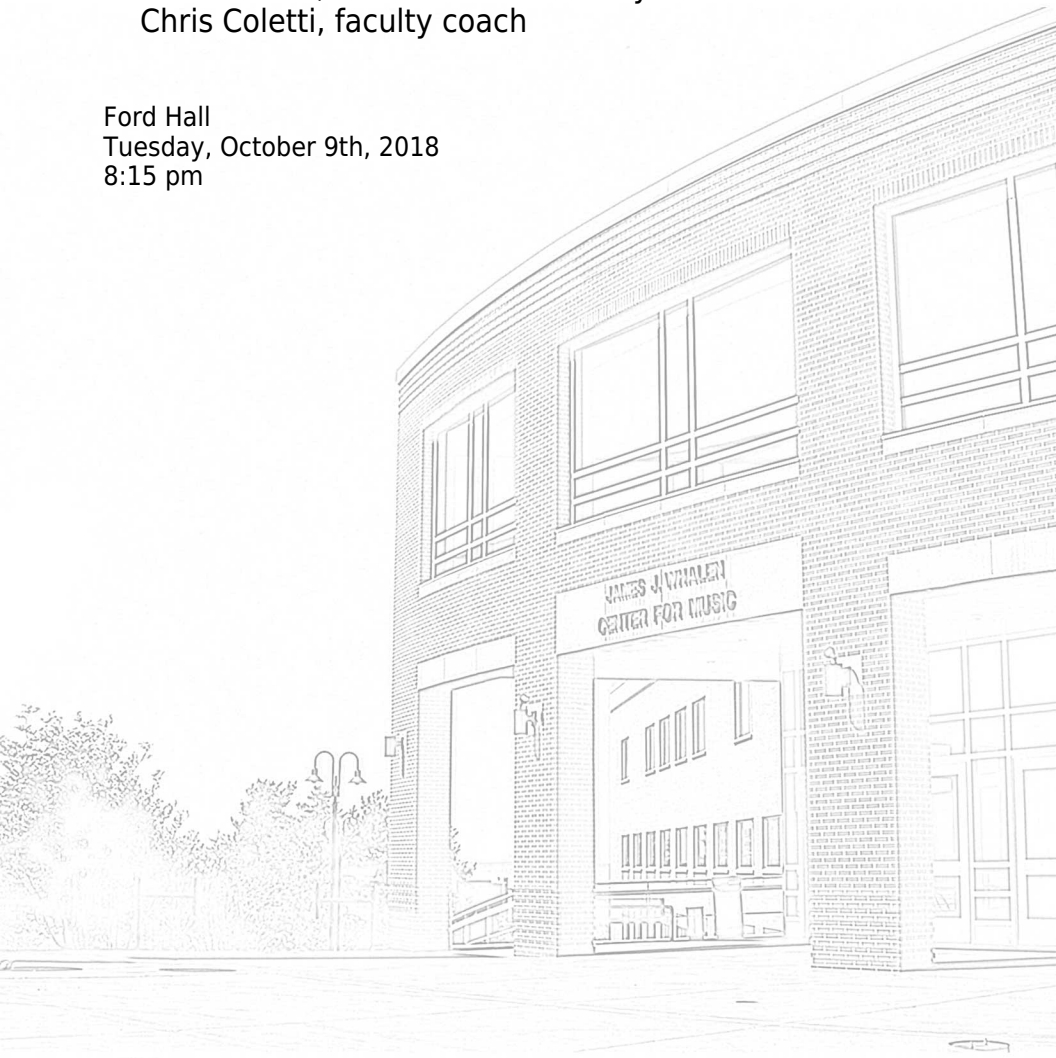 Chris Coletti, faculty coach
Ford Hall
Tuesday, October 9th, 2018
8:15 pm
JAMES J. WHALEN
CENTER FOR MUSIC